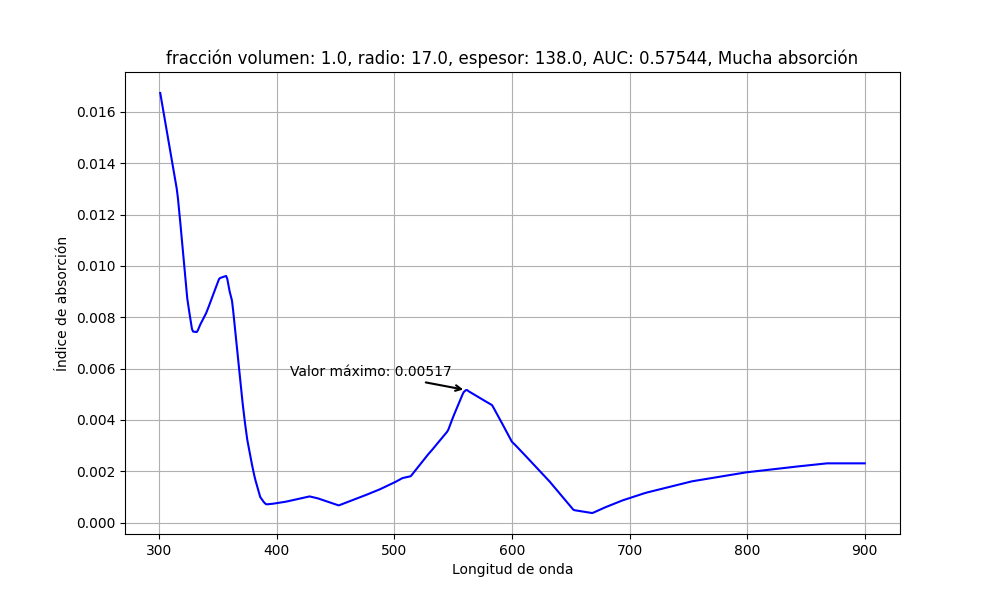 fracción volumen: 1.0, radio: 17.0, espesor: 138.0, AUC: 0.57544, Mucha absorción
0.016
0.014
0.012
0.010
0.008
0.006
0.004
0.002
0.000
Índice de absorción
Valor máximo: 0.00517
300 400 500 600 700 800 900
Longitud de onda